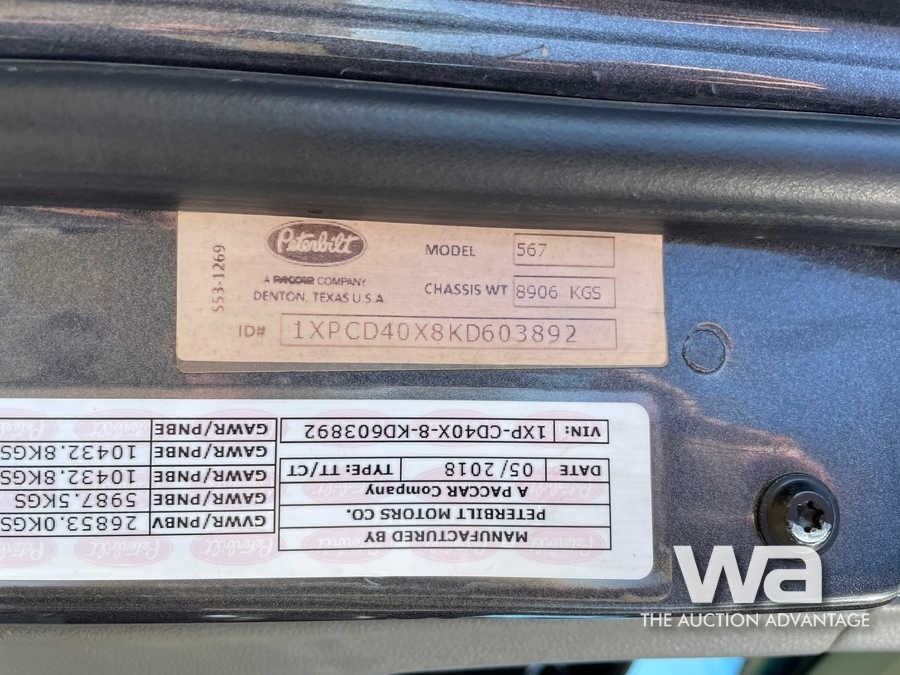 553-1269
Peterbilt
A PACCAR COMPANY
DENTON, TEXAS U.S.A
MODEL 567
CHASSIS WT 8906 KGS
ID# 1XPCD40X8KD603892
MANUFACTURED BY
PETERBILT MOTORS CO.
A PACCAR Company
DATE 05/2018 TYPE: TT/CT
VIN: 1XP-CD40X-8-KD603892
GVWR/PNBV 26853.0KGS
GAWR/PNBE 5987.5KGS
GAWR/PNBE 10432.8KGS
GAWR/PNBE 10432.8KGS
GAWR/PNBE
wa
THE AUCTION ADVANTAGE